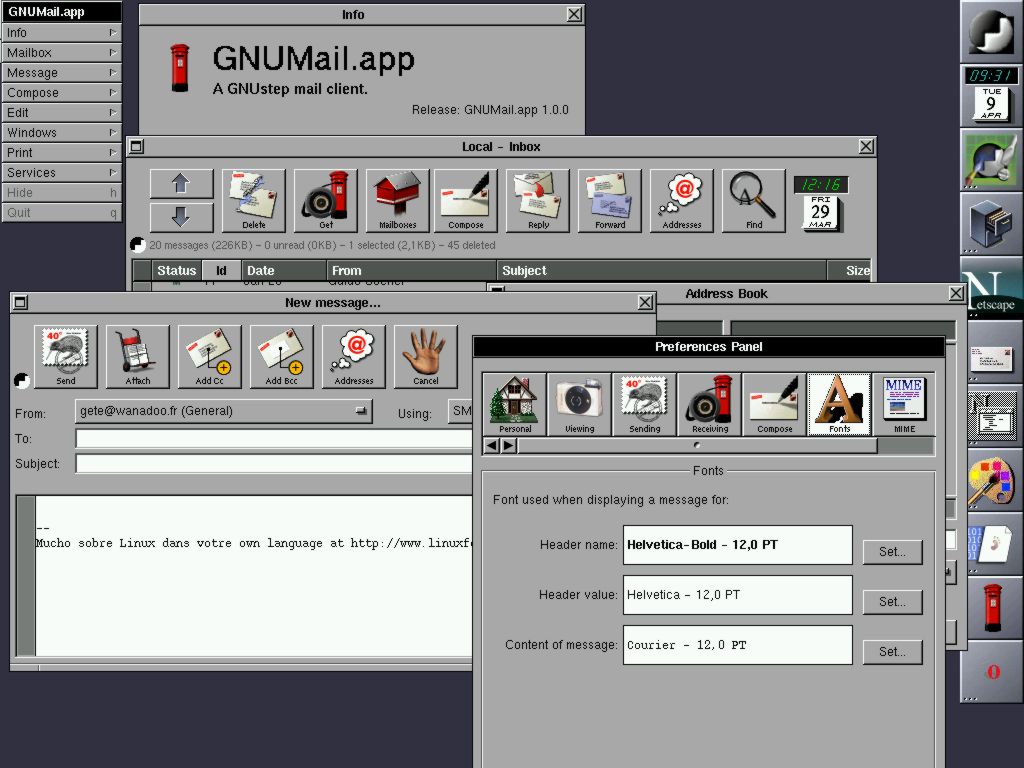 GNUMail.app
Info
Mailbox
Message
Compose
Edit
Windows
Print
Services
Hide h
Quit q
Info
GNUMail.app
A GNUstep mail client.
Release: GNUMail.app 1.0.0
Local - Inbox
Delete
Get
Mailboxes
Compose
Reply
Forward
Addresses
Find
12:16
FRI
29
MAR
20 messages (226KB) - 0 unread (0KB) - 1 selected (2,1KB) - 45 deleted
Status Id Date From Subject Size
New message...
40°
Send
Attach
Add Cc
Add Bcc
Addresses
Cancel
From: gete@wanadoo.fr (General) Using: SM
To:
Subject:
--
Mucho sobre Linux dans votre own language at http://www.linuxfo
Address Book
Preferences Panel
Personal
Viewing
40°
Sending
Receiving
Compose
A
Fonts
MIME
MIME
Fonts
Font used when displaying a message for:
Header name: Helvetica-Bold - 12,0 PT Set...
Header value: Helvetica - 12,0 PT Set...
Content of message: Courier - 12,0 PT Set...
09:31
TUE
9
APR
Netscape
N